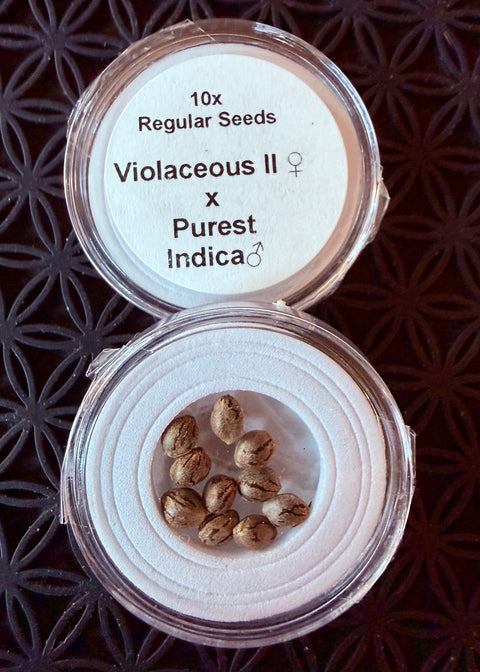 10x
Regular Seeds
Violaceous II ♀
x
Purest
Indica♂